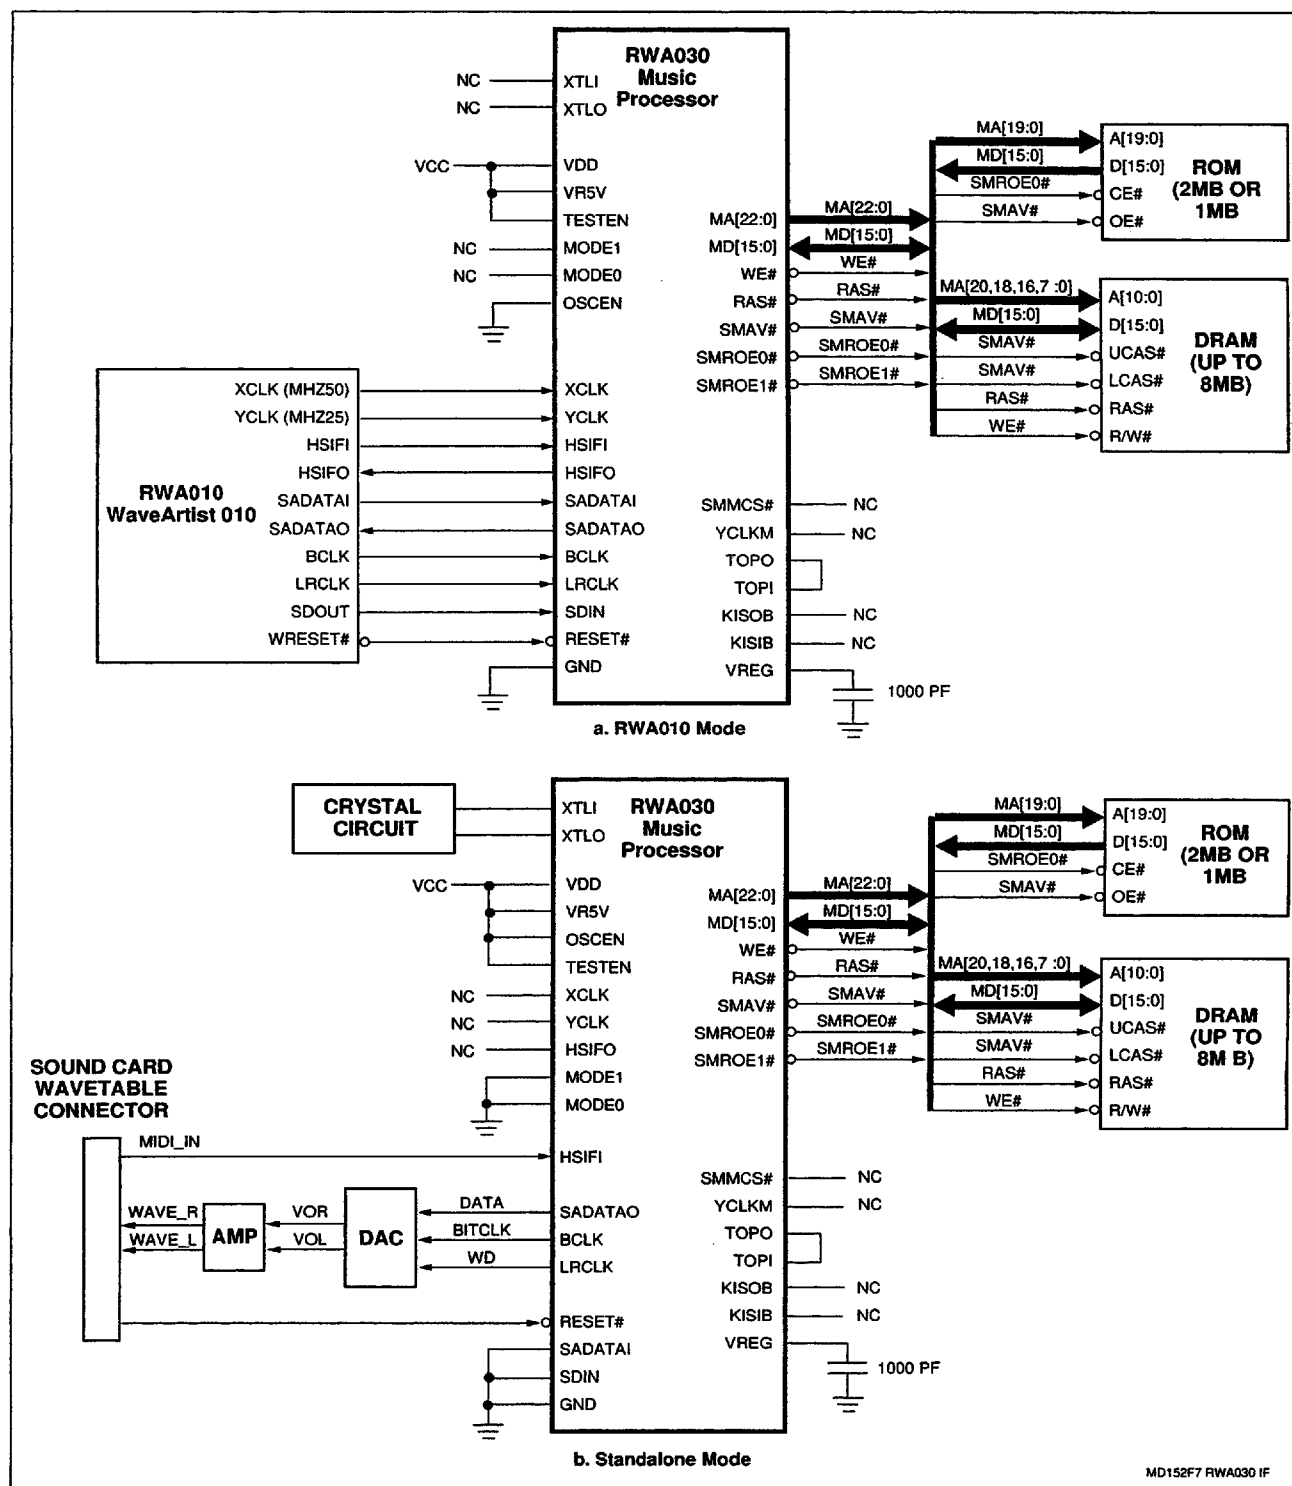 RWA030
Music
Processor
NC
XTLI
NC
XTLO
VCC
VDD
VR5V
TESTEN
NC
MODE1
NC
MODE0
OSCEN
XCLK (MHZ50)
XCLK
YCLK (MHZ25)
YCLK
HSIFI
HSIFI
HSIFO
HSIFO
RWA010
WaveArtist 010
SADATAI
SADATAI
SADATAO
SADATAO
BCLK
BCLK
LRCLK
LRCLK
SDOUT
SDIN
WRESET#
RESET#
GND
MA[22:0]
MA[22:0]
MD[15:0]
MD[15:0]
WE#
WE#
RAS#
RAS#
SMAV#
SMAV#
SMROE0#
SMROE0#
SMROE1#
SMROE1#
MA[19:0]
A[19:0]
MD[15:0]
D[15:0]
SMROE0#
CE#
SMAV#
OE#
ROM
(2MB OR
1MB
MA[20,18,16,7 :0]
A[10:0]
MD[15:0]
D[15:0]
SMAV#
UCAS#
SMAV#
LCAS#
RAS#
RAS#
WE#
R/W#
DRAM
(UP TO
8MB)
SMMCS#
NC
YCLKM
NC
TOPO
TOPI
KISOB
NC
KISIB
NC
VREG
1000 PF
a. RWA010 Mode
CRYSTAL
CIRCUIT
RWA030
Music
Processor
XTLI
XTLO
VCC
VDD
VR5V
OSCEN
TESTEN
NC
XCLK
NC
YCLK
NC
HSIFO
MODE1
MODE0
SOUND CARD
WAVETABLE
CONNECTOR
MIDI_IN
HSIFI
WAVE_R
WAVE_L
AMP
VOR
VOL
DAC
DATA
SADATAO
BITCLK
BCLK
WD
LRCLK
RESET#
SADATAI
SDIN
GND
MA[22:0]
MA[22:0]
MD[15:0]
MD[15:0]
WE#
WE#
RAS#
RAS#
SMAV#
SMAV#
SMROE0#
SMROE0#
SMROE1#
SMROE1#
MA[19:0]
A[19:0]
MD[15:0]
D[15:0]
SMROE0#
CE#
SMAV#
OE#
ROM
(2MB OR
1MB
MA[20,18,16,7 :0]
A[10:0]
MD[15:0]
D[15:0]
SMAV#
UCAS#
SMAV#
LCAS#
RAS#
RAS#
WE#
R/W#
DRAM
(UP TO
8M B)
SMMCS#
NC
YCLKM
NC
TOPO
TOPI
KISOB
NC
KISIB
NC
VREG
1000 PF
b. Standalone Mode
MD152F7 RWA030 IF